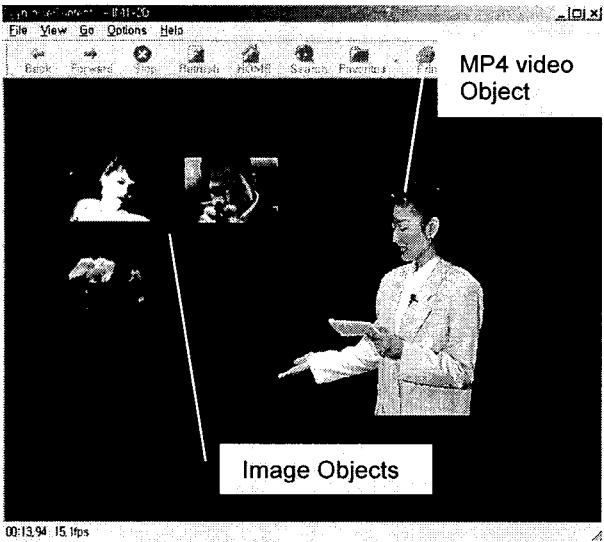 File View Go Options Help
Back Forward Stop Refresh HOME Search Favorites
MP4 video
Object
Image Objects
00:13,94 15.1fps